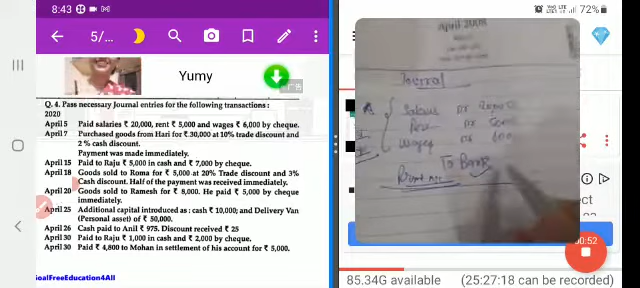 8:43
72%
5/...
Yumy
Q. 4. Pass necessary Journal entries for the following transactions :
2020
April 5 Paid salaries ₹ 20,000, rent ₹ 5,000 and wages ₹ 6,000 by cheque.
April 7 Purchased goods from Hari for ₹ 30,000 at 10% trade discount and
2 % cash discount.
Payment was made immediately.
April 15 Paid to Raju ₹ 5,000 in cash and ₹ 7,000 by cheque.
April 18 Goods sold to Roma for ₹ 5,000 at 20% Trade discount and 3%
Cash discount. Half of the payment was received immediately.
April 20 Goods sold to Ramesh for ₹ 8,000. He paid ₹ 5,000 by cheque
immediately.
April 25 Additional capital introduced as : cash ₹ 10,000; and Delivery Van
(Personal asset) of ₹ 50,000.
April 26 Cash paid to Anil ₹ 975. Discount received ₹ 25
April 30 Paid to Raju ₹ 1,000 in cash and ₹ 2,000 by cheque.
April 30 Paid ₹ 4,800 to Mohan in settlement of his account for ₹ 5,000.
oalFreeEducation4All
Journal
To Bank
ect
00:52
85.34G available (25:27:18 can be recorded)